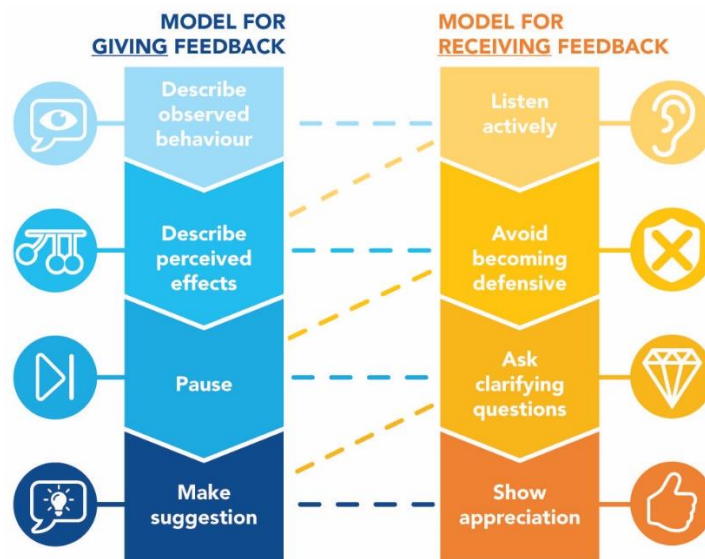 MODEL FOR
GIVING FEEDBACK
Describe
observed
behaviour
Describe
perceived
effects
Pause
Make
suggestion
MODEL FOR
RECEIVING FEEDBACK
Listen
actively
Avoid
becoming
defensive
Ask
clarifying
questions
Show
appreciation